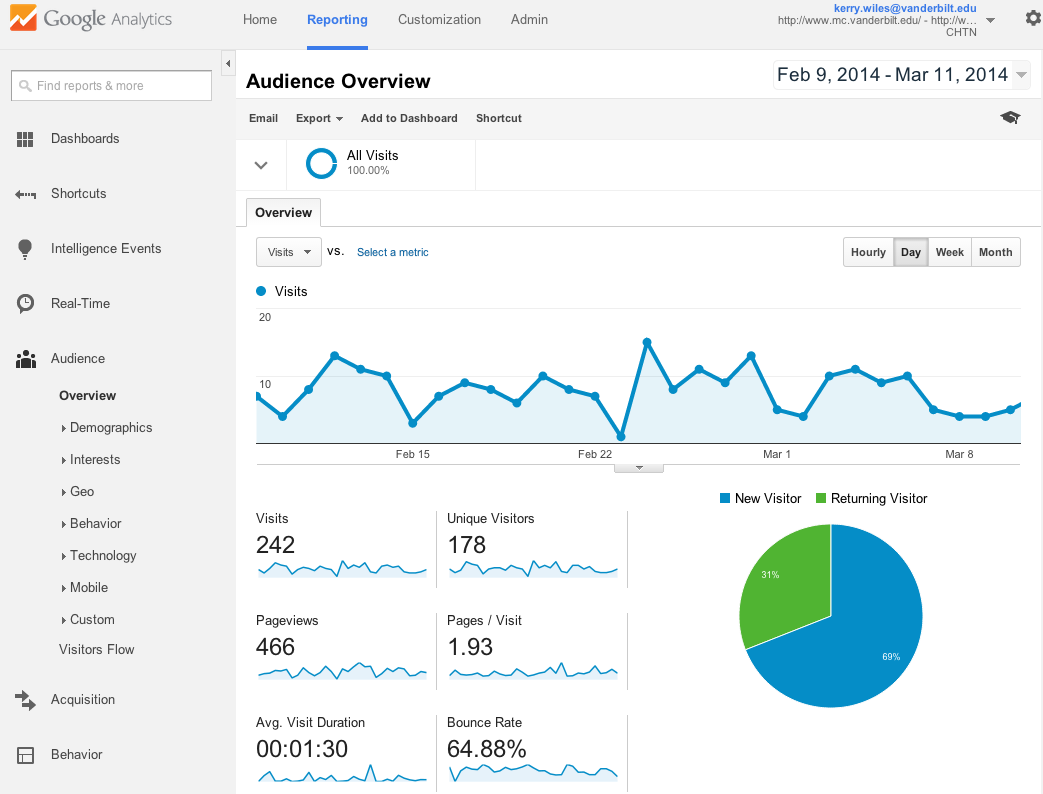 Google Analytics
Home Reporting Customization Admin
kerry.wiles@vanderbilt.edu
http://www.mc.vanderbilt.edu/ - http://w…
CHTN
Find reports & more
Dashboards
Shortcuts
Intelligence Events
Real-Time
Audience
Overview
Demographics
Interests
Geo
Behavior
Technology
Mobile
Custom
Visitors Flow
Acquisition
Behavior
Audience Overview
Feb 9, 2014 - Mar 11, 2014
Email Export Add to Dashboard Shortcut
All Visits
100.00%
Overview
Visits vs. Select a metric
Hourly Day Week Month
Visits
20
10
Feb 15 Feb 22 Mar 1 Mar 8
Visits
242
Unique Visitors
178
Pageviews
466
Pages / Visit
1.93
Avg. Visit Duration
00:01:30
Bounce Rate
64.88%
New Visitor Returning Visitor
31%
69%